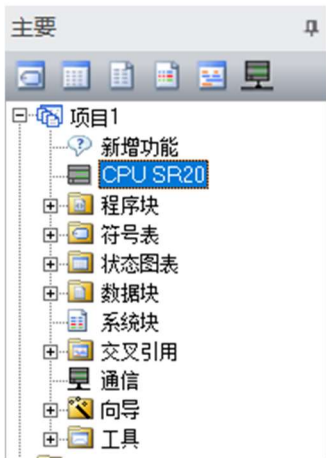 主要
项目1
新增功能
CPU SR20
程序块
符号表
状态图表
数据块
系统块
交叉引用
通信
向导
工具